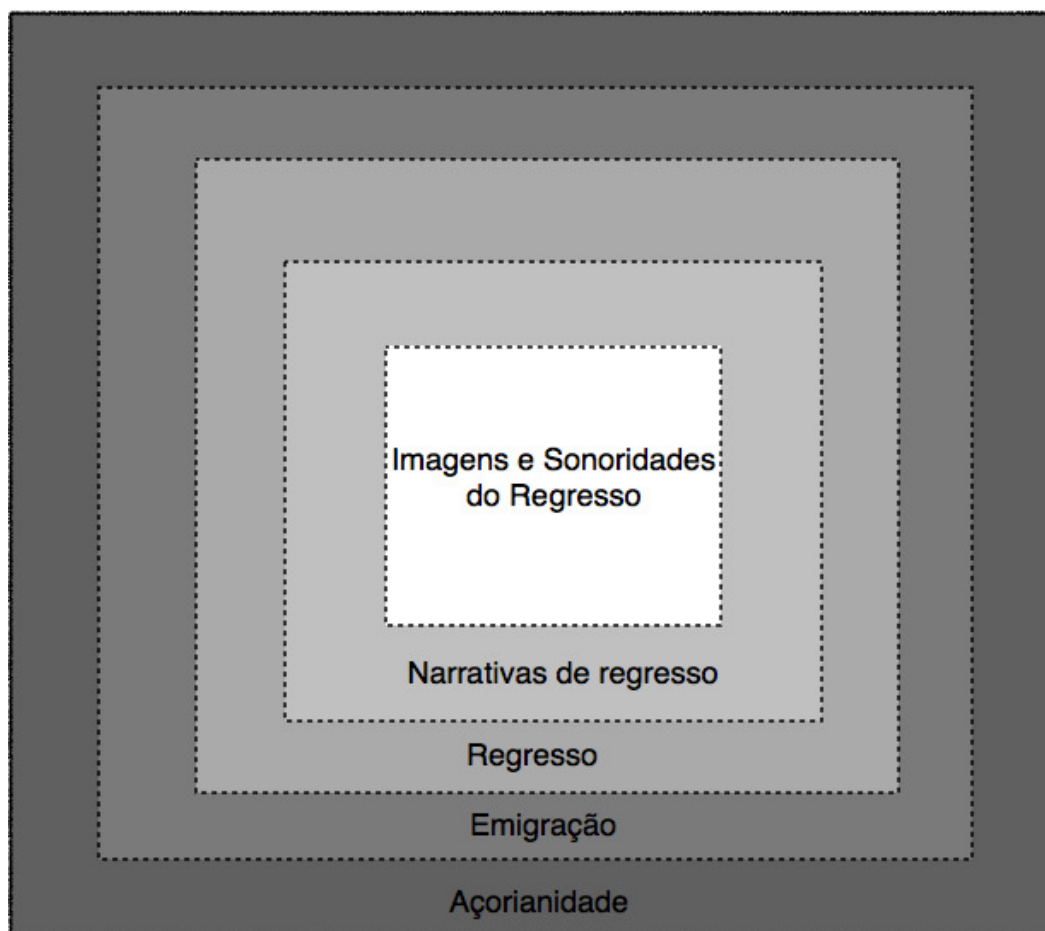 Imagens e Sonoridades
do Regresso
Narrativas de regresso
Regresso
Emigração
Açorianidade